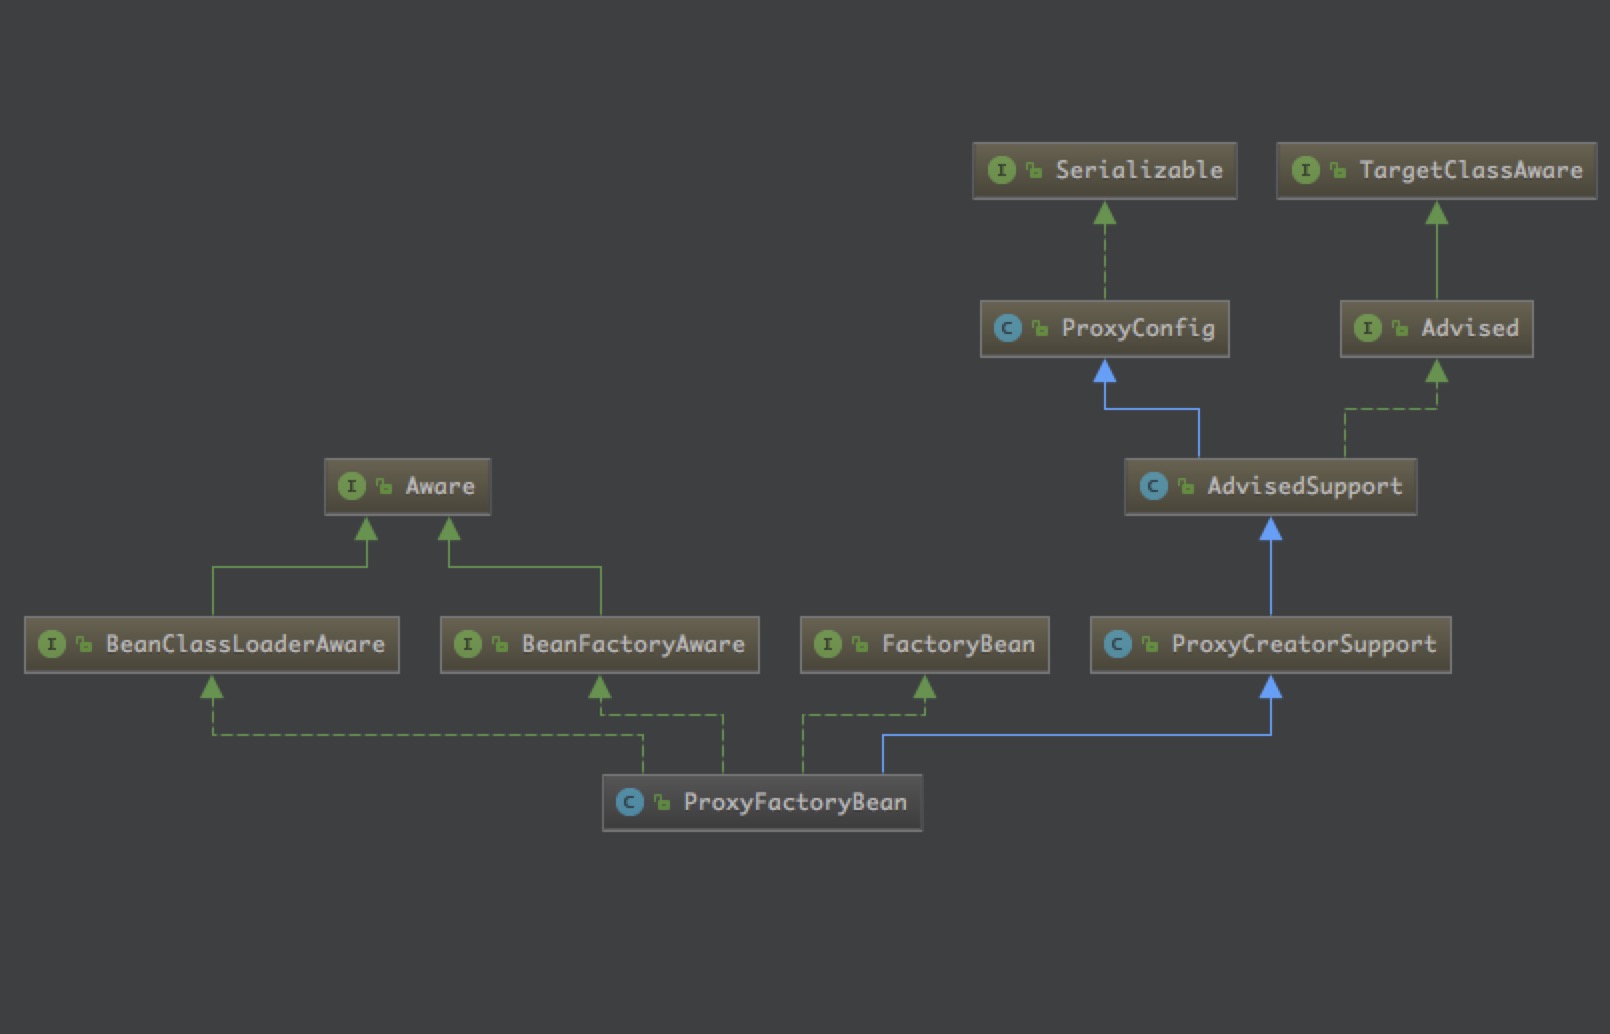 I Serializable
I TargetClassAware
C ProxyConfig
I Advised
I Aware
C AdvisedSupport
I BeanClassLoaderAware
I BeanFactoryAware
I FactoryBean
C ProxyCreatorSupport
C ProxyFactoryBean